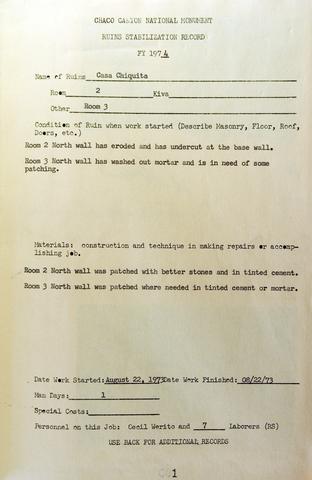 CHACO CANYON NATIONAL MONUMENT
RUINS STABILIZATION RECORD
FY 1974
Name of Ruins Casa Chiquita
Room 2 Kiva
Other Room 3
Condition of Ruin when work started (Describe Masonry, Floor, Roof,
Doors, etc.)
Room 2 North wall has eroded and has undercut at the base wall.
Room 3 North wall has washed out mortar and is in need of some
patching.
Materials: construction and technique in making repairs or accomp-
lishing job.
Room 2 North wall was patched with better stones and in tinted cement.
Room 3 North wall was patched where needed in tinted cement or mortar.
Date Work Started: August 22, 1973 Date Work Finished: 08/22/73
Man Days: 1
Special Costs:
Personnel on this Job: Cecil Werito and 7 Laborers (RS)
USE BACK FOR ADDITIONAL RECORDS
1